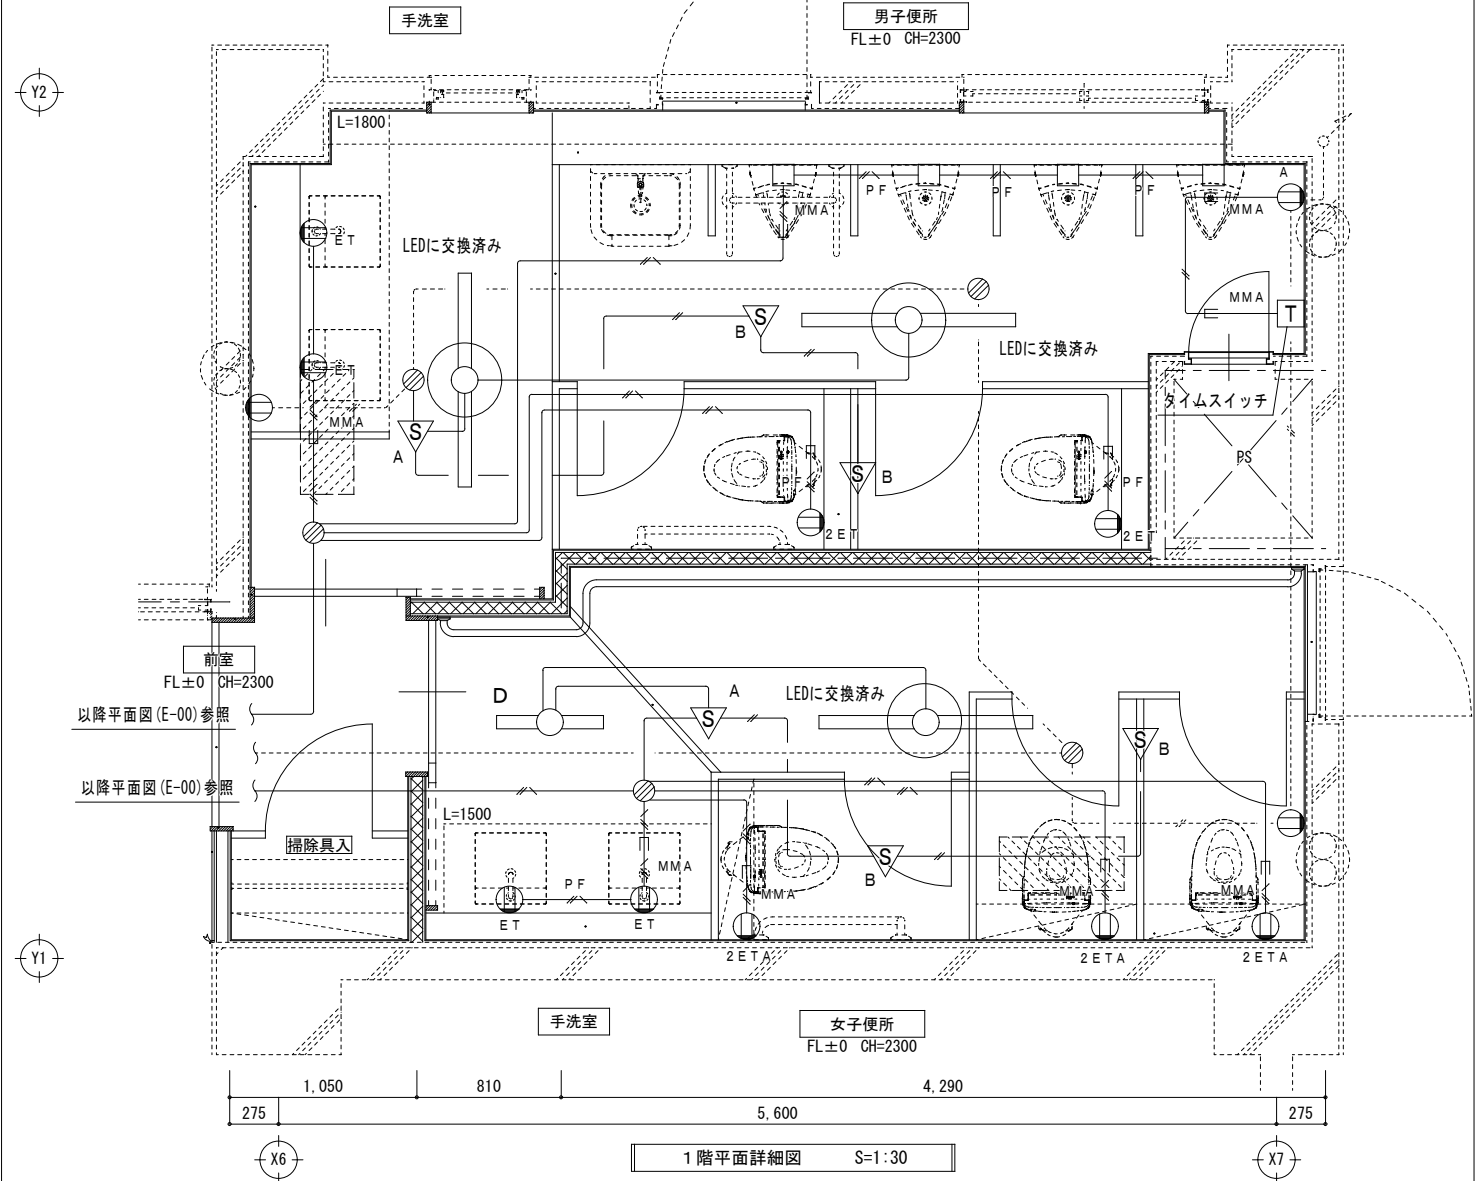 手洗室
男子便所
FL±0 CH=2300
Y2
L=1800
A
PF
PF
PF
MMA
MMA
ET
LEDに交換済み
MMA
S
B
T
LEDに交換済み
ET
タイムスイッチ
MMA
S
A
PS
S
B
PF
PF
2ET
2ET
前室
FL±0 CH=2300
D
A
LEDに交換済み
S
以降平面図(E-00)参照
S
B
以降平面図(E-00)参照
L=1500
掃除具入
S
B
MMA
PF
MMA
MMA
MMA
ET
ET
2ETA
2ETA
2ETA
Y1
手洗室
女子便所
FL±0 CH=2300
1,050
810
4,290
275
5,600
275
X6
1階平面詳細図 S=1:30
X7